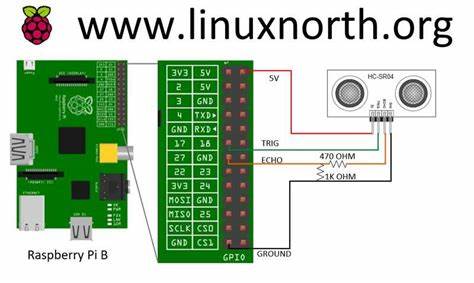 www.linuxnorth.org
HC-SR04
5V
TRIG
ECHO
470 OHM
1K OHM
GROUND
3V3 5V
2 5V
3 GND
4 TXD
GND RXD
17 18
27 GND
22 23
3V3 24
MOSI GND
MISO 25
SCLK CS0
GND CS1
GPIO
Raspberry Pi B